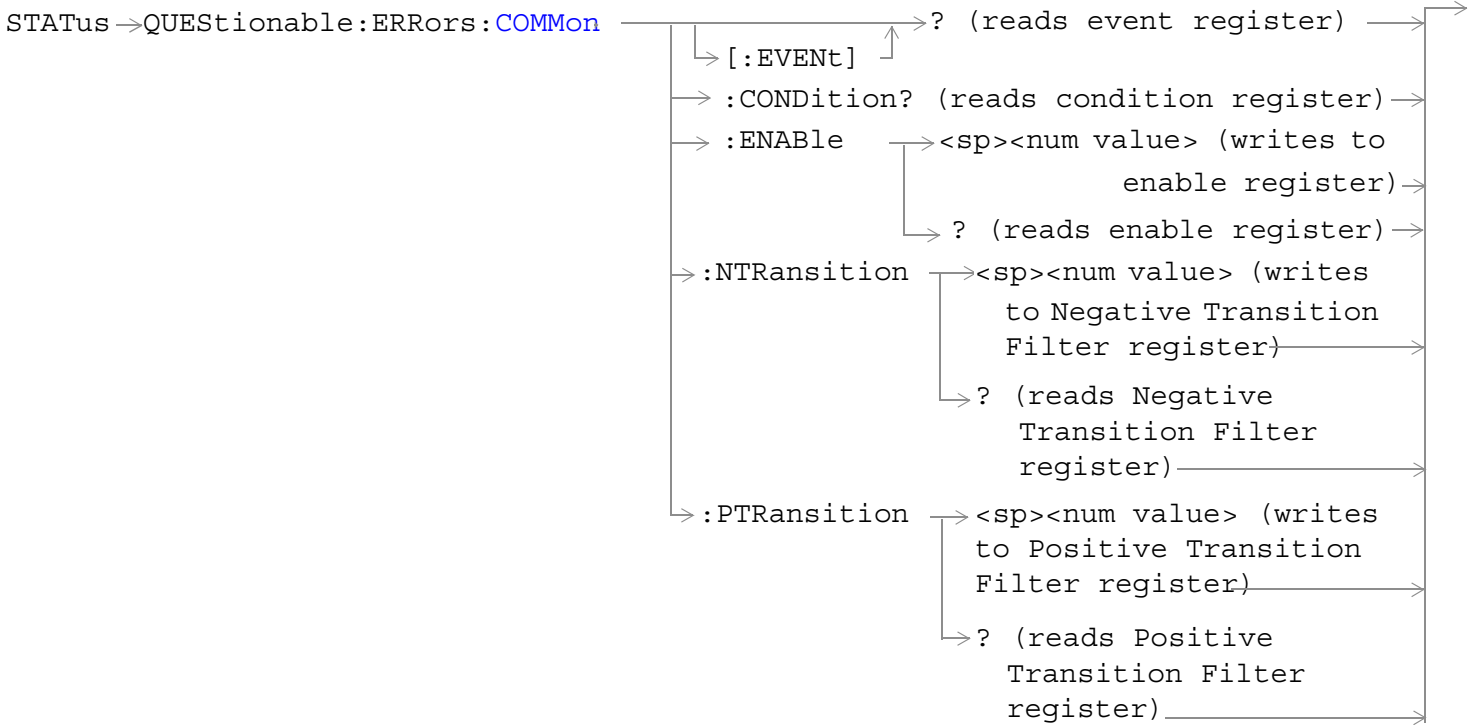 STATus QUEStionable:ERRors:COMMon ? (reads event register)
[:EVENt]
:CONDition? (reads condition register)
:ENABle <sp><num value> (writes to
enable register)
? (reads enable register)
:NTRansition <sp><num value> (writes
to Negative Transition
Filter register)
? (reads Negative
Transition Filter
register)
:PTRansition <sp><num value> (writes
to Positive Transition
Filter register)
? (reads Positive
Transition Filter
register)